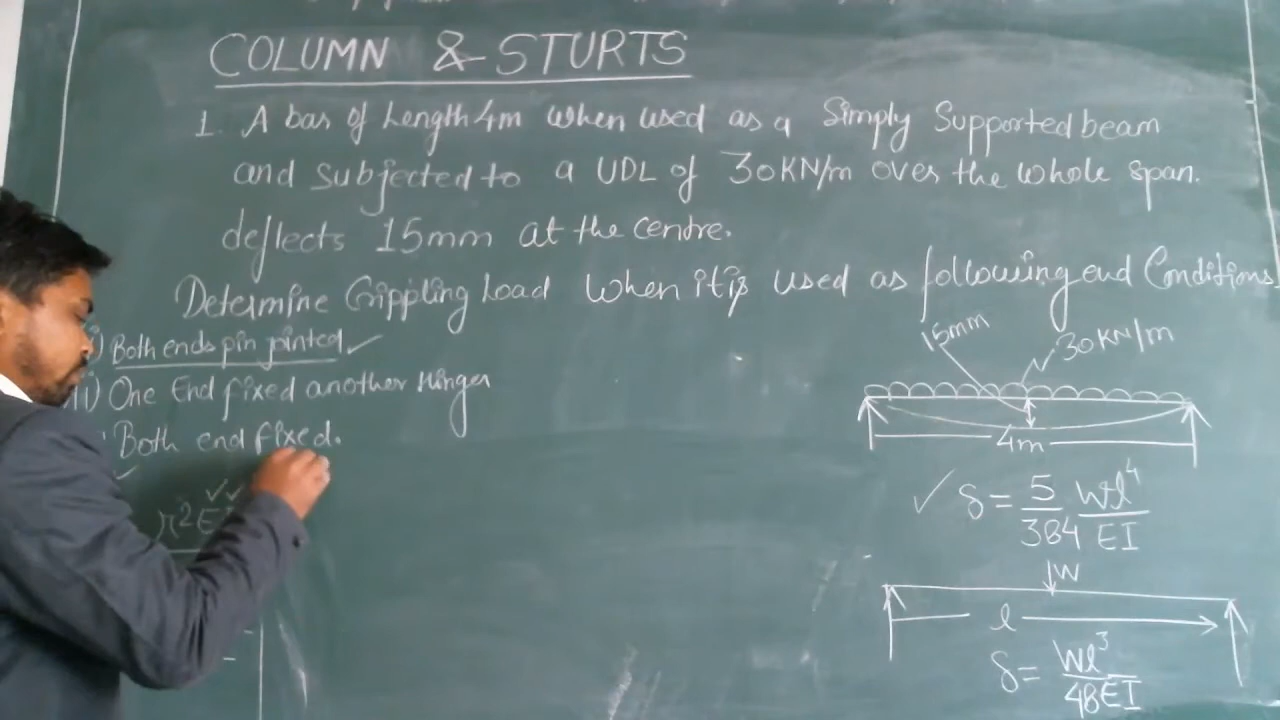 COLUMN & STURTS
1. A bar of Length 4m when used as a Simply Supported beam
and subjected to a UDL of 30KN/m over the whole span.
deflects 15mm at the centre.
Determine Crippling Load when it is used as following end Conditions
i) Both ends pin jointed ✓
ii) One End fixed another Hinger
Both end fixed.
π²E
15mm
30KN/m
4m
✓ δ = 5/384 Wl⁴/EI
W
l
δ = Wl³/48EI